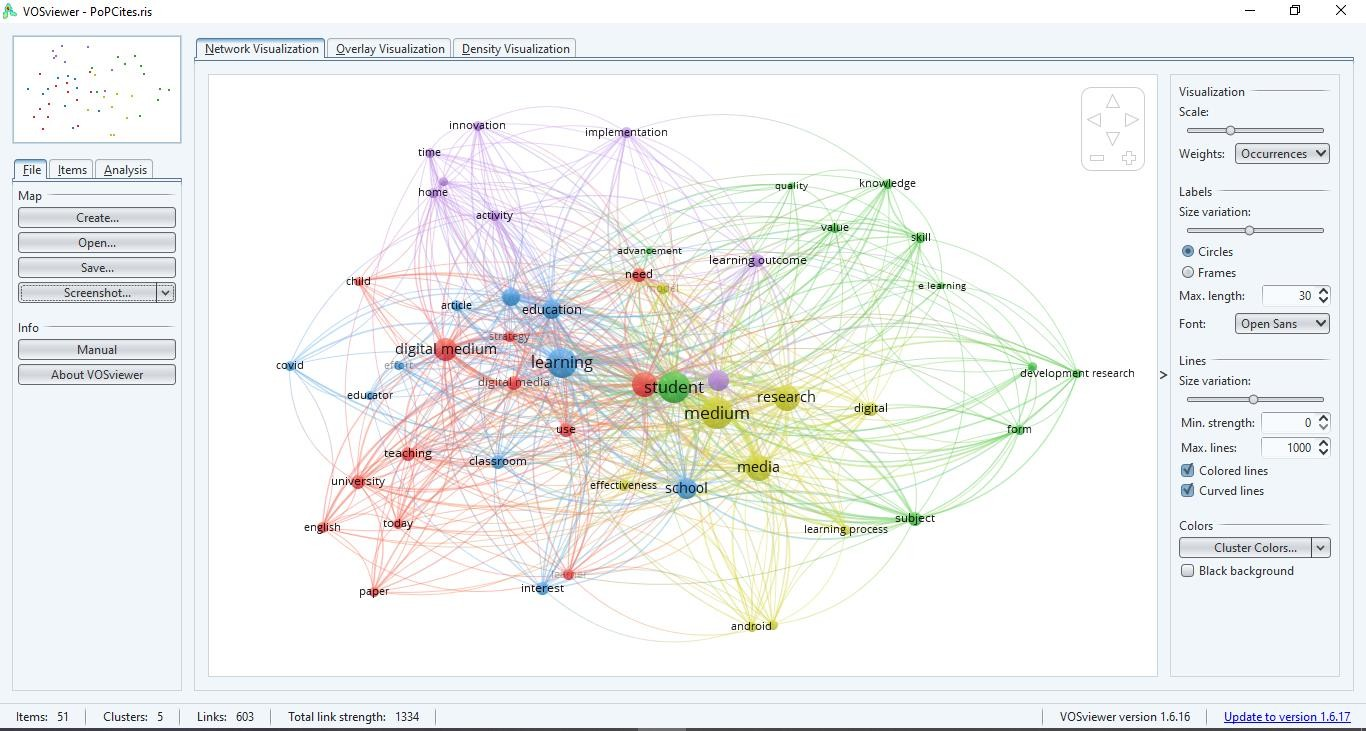 VOSviewer - PoPCites.ris
Network Visualization
Overlay Visualization
Density Visualization
File
Items
Analysis
Map
Create...
Open...
Save...
Screenshot...
Info
Manual
About VOSviewer
innovation
implementation
time
home
quality
knowledge
activity
value
skill
advancement
learning outcome
need
child
e learning
model
article
education
strategy
digital medium
learning
covid
effort
development research
digital media
student
educator
research
medium
digital
use
form
teaching
classroom
media
university
effectiveness
school
subject
english
today
learning process
learner
paper
interest
android
Visualization
Scale:
Weights:
Occurrences
Labels
Size variation:
Circles
Frames
Max. length:
30
Font:
Open Sans
Lines
Size variation:
Min. strength:
0
Max. lines:
1000
Colored lines
Curved lines
Colors
Cluster Colors...
Black background
>
Items: 51
Clusters: 5
Links: 603
Total link strength: 1334
VOSviewer version 1.6.16
Update to version 1.6.17